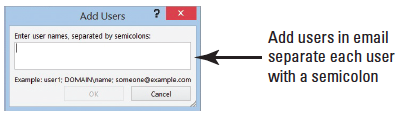 Add Users
?
×
Enter user names, separated by semicolons:
Example: user1; DOMAIN\name; someone@example.com
OK
Cancel
Add users in email
separate each user
with a semicolon